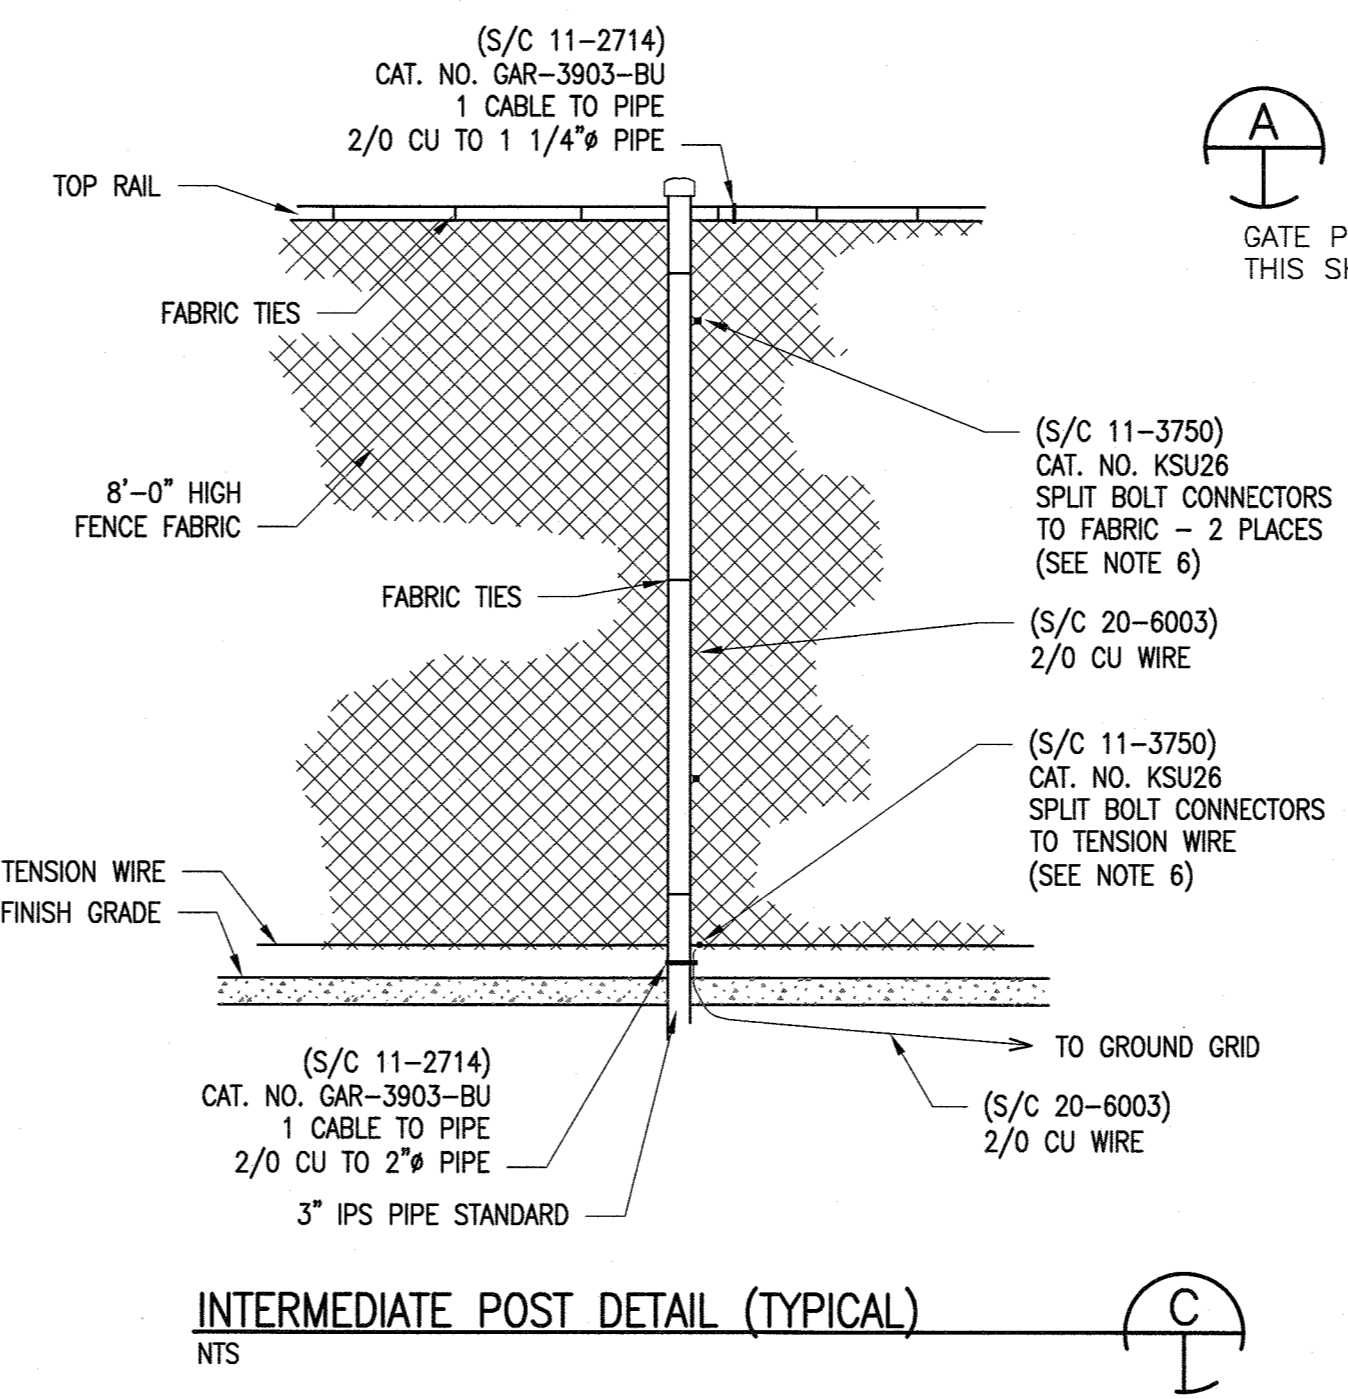 (S/C 11-2714)
CAT. NO. GAR-3903-BU
1 CABLE TO PIPE
2/0 CU TO 1 1/4"ø PIPE
A
TOP RAIL
GATE P
THIS SH
FABRIC TIES
(S/C 11-3750)
CAT. NO. KSU26
SPLIT BOLT CONNECTORS
TO FABRIC - 2 PLACES
(SEE NOTE 6)
8'-0" HIGH
FENCE FABRIC
FABRIC TIES
(S/C 20-6003)
2/0 CU WIRE
(S/C 11-3750)
CAT. NO. KSU26
SPLIT BOLT CONNECTORS
TO TENSION WIRE
(SEE NOTE 6)
TENSION WIRE
FINISH GRADE
TO GROUND GRID
(S/C 11-2714)
CAT. NO. GAR-3903-BU
1 CABLE TO PIPE
2/0 CU TO 2"ø PIPE
(S/C 20-6003)
2/0 CU WIRE
3" IPS PIPE STANDARD
INTERMEDIATE POST DETAIL (TYPICAL)
NTS
C